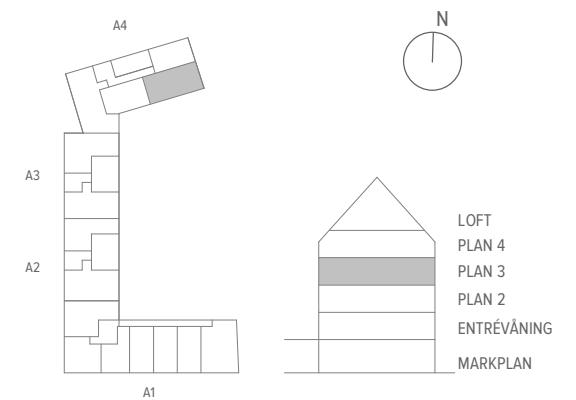 A4
N
A3
A2
A1
LOFT
PLAN 4
PLAN 3
PLAN 2
ENTRÉVÅNING
MARKPLAN